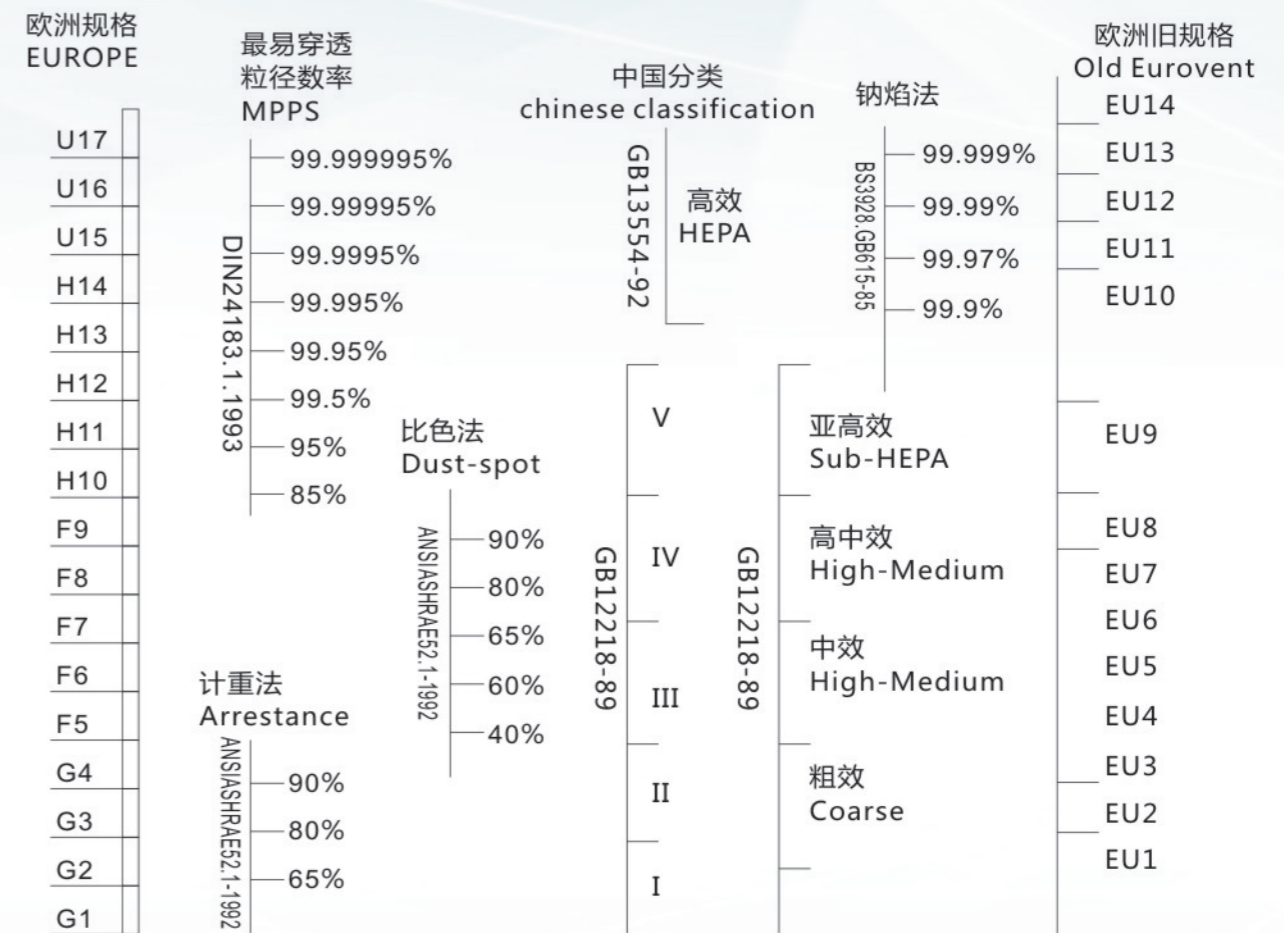 欧洲规格
EUROPE
U17
U16
U15
H14
H13
H12
H11
H10
F9
F8
F7
F6
F5
G4
G3
G2
G1
最易穿透
粒径数率
MPPS
DIN24183.1.1993
99.999995%
99.99995%
99.9995%
99.995%
99.95%
99.5%
95%
85%
计重法
Arrestance
ANSIASHRAE52.1-1992
90%
80%
65%
比色法
Dust-spot
ANSIASHRAE52.1-1992
90%
80%
65%
60%
40%
中国分类
chinese classification
GB13554-92
高效
HEPA
GB12218-89
V
IV
III
II
I
GB12218-89
亚高效
Sub-HEPA
高中效
High-Medium
中效
High-Medium
粗效
Coarse
钠焰法
BS3928.GB615-85
99.999%
99.99%
99.97%
99.9%
欧洲旧规格
Old Eurovent
EU14
EU13
EU12
EU11
EU10
EU9
EU8
EU7
EU6
EU5
EU4
EU3
EU2
EU1